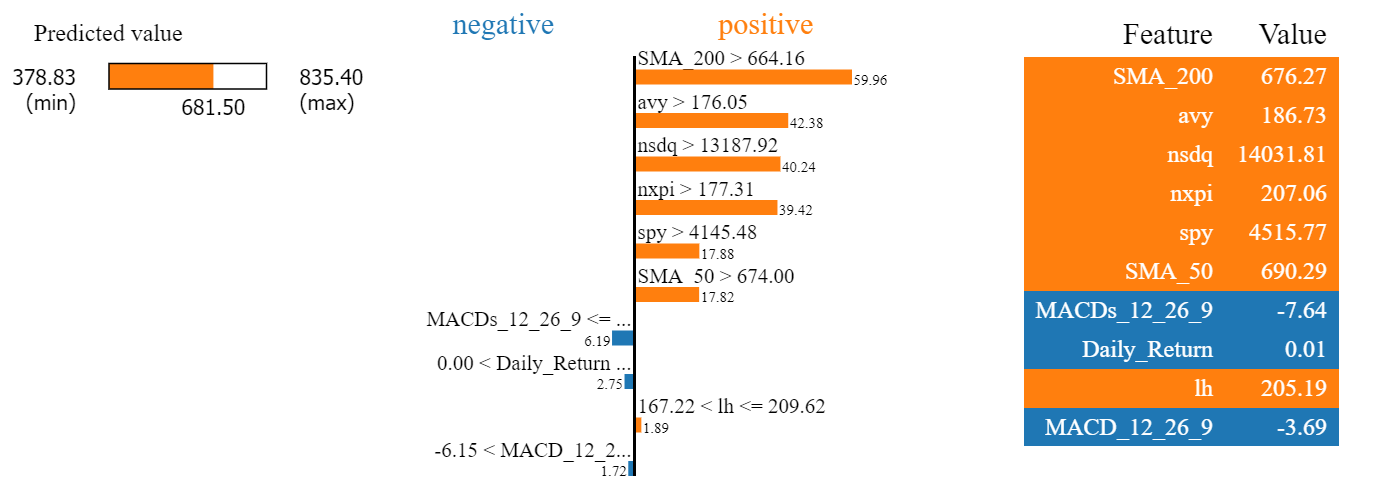 Predicted value
378.83
(min)
681.50
835.40
(max)
negative
positive
SMA_200 > 664.16
59.96
avy > 176.05
42.38
nsdq > 13187.92
40.24
nxpi > 177.31
39.42
spy > 4145.48
17.88
SMA_50 > 674.00
17.82
MACDs_12_26_9 <= ...
6.19
0.00 < Daily_Return ...
2.75
167.22 < lh <= 209.62
1.89
-6.15 < MACD_12_2...
1.72
Feature Value
SMA_200 676.27
avy 186.73
nsdq 14031.81
nxpi 207.06
spy 4515.77
SMA_50 690.29
MACDs_12_26_9 -7.64
Daily_Return 0.01
lh 205.19
MACD_12_26_9 -3.69